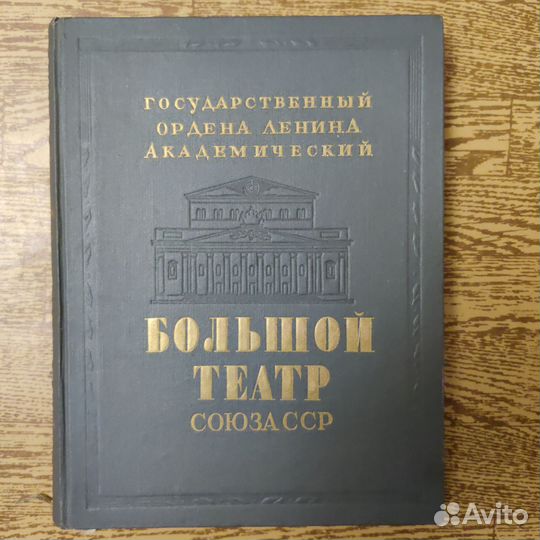 ГОСУДАРСТВЕННЫЙ
ОРДЕНА ЛЕНИНА
АКАДЕМИЧЕСКИЙ
БОЛЬШОЙ
ТЕАТР
СОЮЗА ССР
Avito